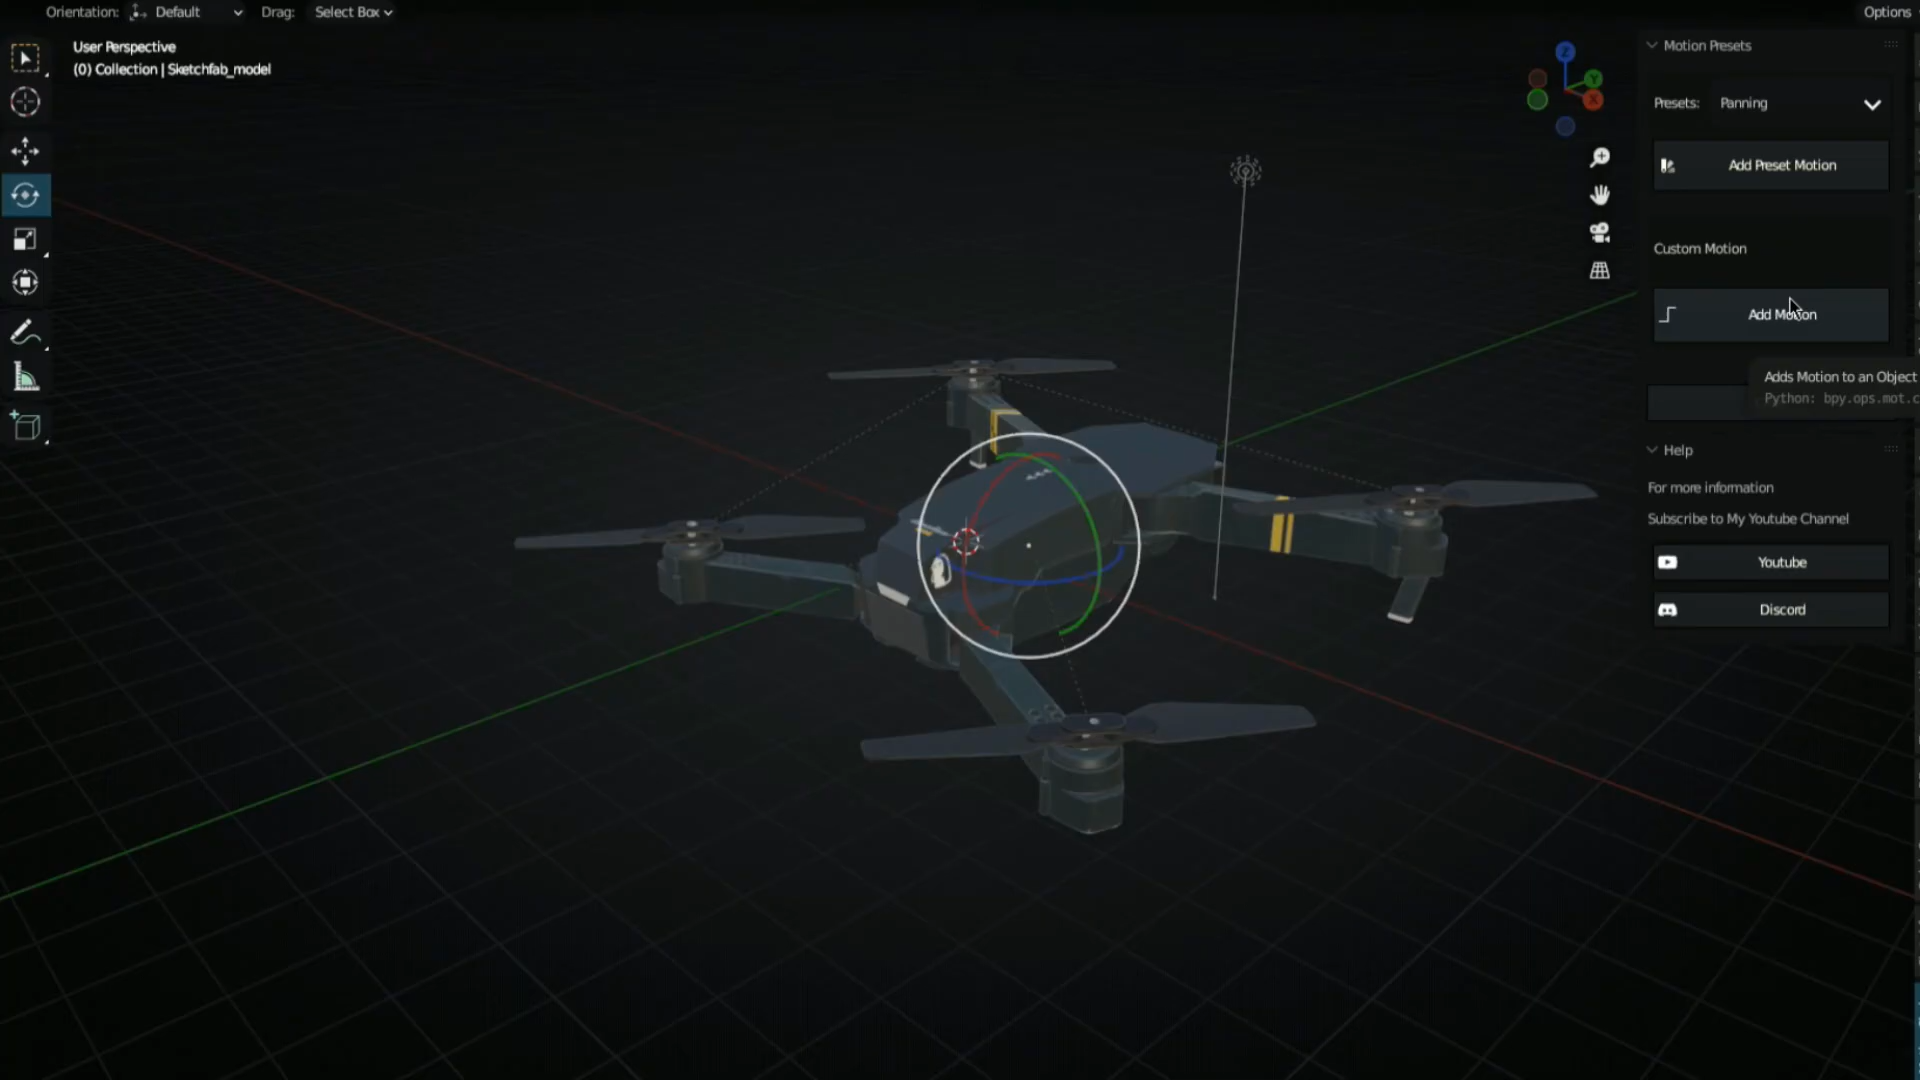 Orientation: Default Drag: Select Box Options
User Perspective
(0) Collection | Sketchfab_model
Z
Y
X
Motion Presets
Presets: Panning
Add Preset Motion
Custom Motion
Add Motion
Adds Motion to an Object
Python: bpy.ops.mot.c
Help
For more information
Subscribe to My Youtube Channel
Youtube
Discord